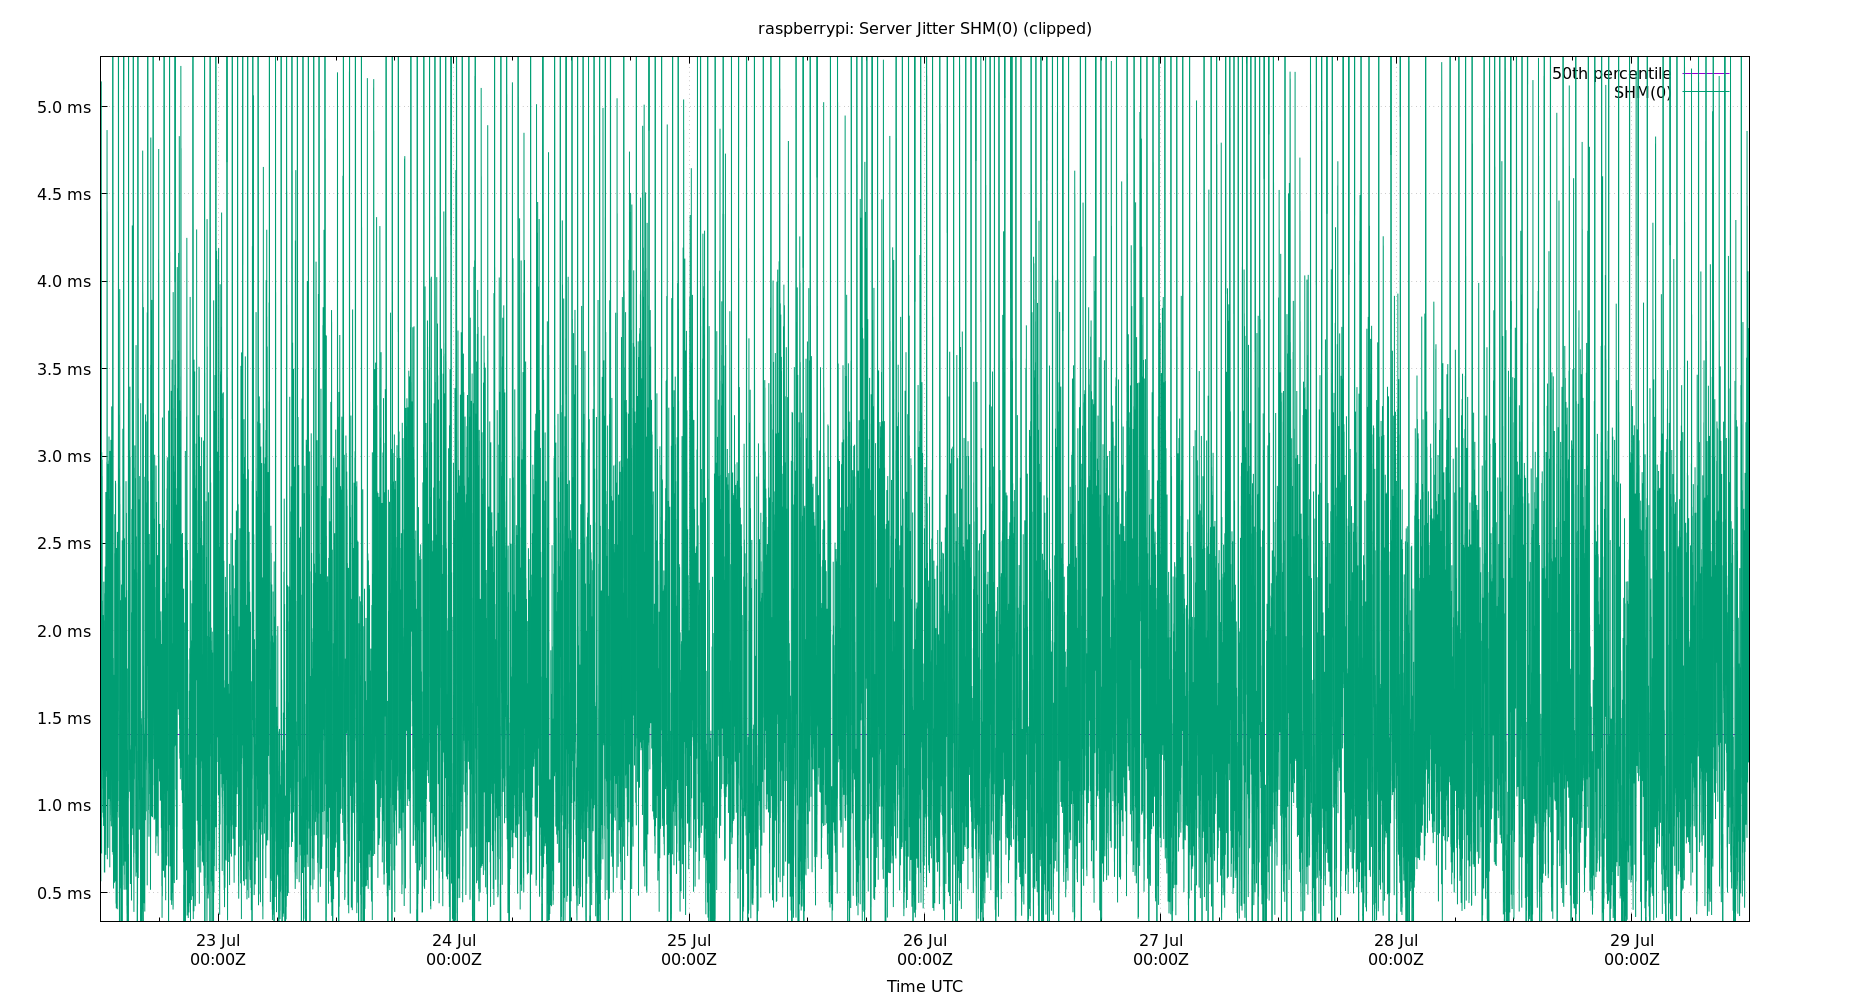 raspberrypi: Server Jitter SHM(0) (clipped)
50th percentile
SHM(0)
5.0 ms
4.5 ms
4.0 ms
3.5 ms
3.0 ms
2.5 ms
2.0 ms
1.5 ms
1.0 ms
0.5 ms
23 Jul 24 Jul 25 Jul 26 Jul 27 Jul 28 Jul 29 Jul
00:00Z 00:00Z 00:00Z 00:00Z 00:00Z 00:00Z 00:00Z
Time UTC